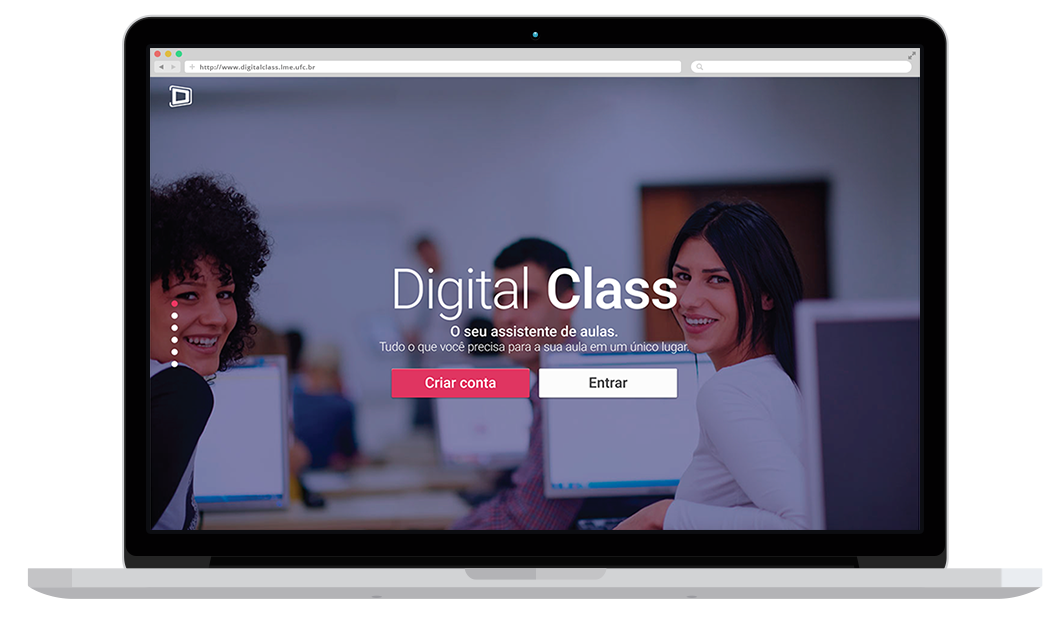 http://www.digitalclass.lme.ufc.br
Digital Class
O seu assistente de aulas.
Tudo o que você precisa para a sua aula em um único lugar.
Criar conta
Entrar